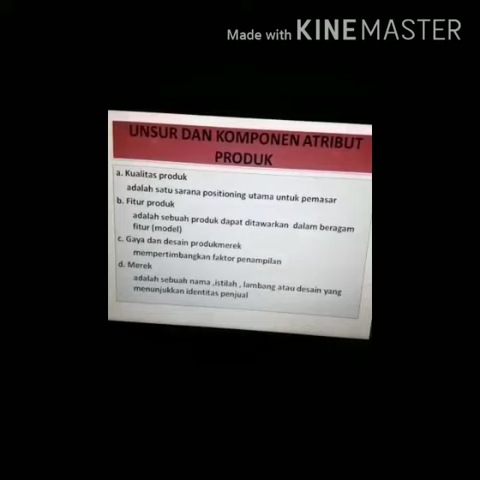 Made with KINEMASTER
UNSUR DAN KOMPONEN ATRIBUT
PRODUK
a. Kualitas produk
adalah satu sarana positioning utama untuk pemasar
b. Fitur produk
adalah sebuah produk dapat ditawarkan dalam beragam
fitur (model)
c. Gaya dan desain produkmerek
mempertimbangkan faktor penampilan
d. Merek
adalah sebuah nama ,istilah , lambang atau desain yang
menunjukkan identitas penjual